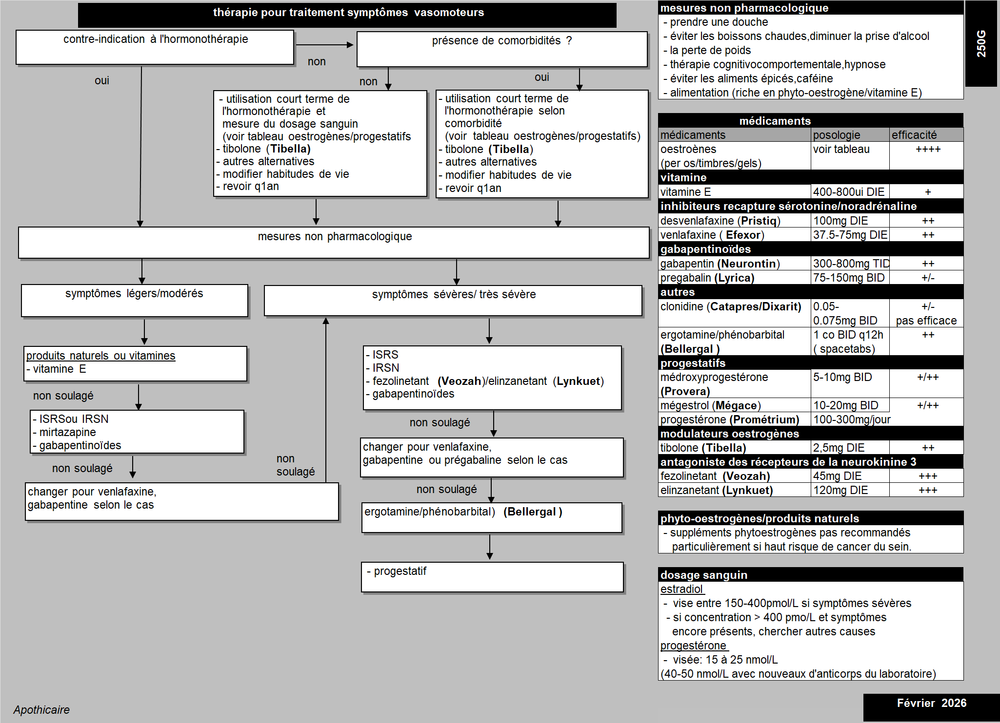 thérapie pour traitement symptômes vasomoteurs
contre-indication à l'hormonothérapie
non
présence de comorbidités ?
oui
non
oui
- utilisation court terme de
l'hormonothérapie et
mesure du dosage sanguin
(voir tableau oestrogènes/progestatifs
- tibolone (Tibella)
- autres alternatives
- modifier habitudes de vie
- revoir q1an
- utilisation court terme de
l'hormonothérapie selon
comorbidité
(voir tableau oestrogènes/progestatifs)
- tibolone (Tibella)
- autres alternatives
- modifier habitudes de vie
- revoir q1an
mesures non pharmacologique
symptômes légers/modérés
symptômes sévères/ très sévère
produits naturels ou vitamines
- vitamine E
non soulagé
- ISRSou IRSN
- mirtazapine
- gabapentinoïdes
non soulagé
changer pour venlafaxine,
gabapentine selon le cas
non
soulagé
- ISRS
- IRSN
- fezolinetant (Veozah)/elinzanetant (Lynkuet)
- gabapentinoïdes
non soulagé
changer pour venlafaxine,
gabapentine ou prégabaline selon le cas
non soulagé
ergotamine/phénobarbital) (Bellergal )
- progestatif
Apothicaire
mesures non pharmacologique
- prendre une douche
- éviter les boissons chaudes,diminuer la prise d'alcool
- la perte de poids
- thérapie cognitivocomportementale,hypnose
- éviter les aliments épicés,caféine
- alimentation (riche en phyto-oestrogène/vitamine E)
250G
médicaments
médicaments posologie efficacité
oestroènes voir tableau ++++
(per os/timbres/gels)
vitamine
vitamine E 400-800ui DIE +
inhibiteurs recapture sérotonine/noradrénaline
desvenlafaxine (Pristiq) 100mg DIE ++
venlafaxine ( Efexor) 37.5-75mg DIE ++
gabapentinoïdes
gabapentin (Neurontin) 300-800mg TID ++
pregabalin (Lyrica) 75-150mg BID +/-
autres
clonidine (Catapres/Dixarit) 0.05- +/-
0.075mg BID pas efficace
ergotamine/phénobarbital 1 co BID q12h ++
(Bellergal ) ( spacetabs)
progestatifs
médroxyprogestérone 5-10mg BID +/++
(Provera)
mégestrol (Mégace) 10-20mg BID +/++
progestérone (Prométrium) 100-300mg/jour
modulateurs oestrogènes
tibolone (Tibella) 2,5mg DIE ++
antagoniste des récepteurs de la neurokinine 3
fezolinetant (Veozah) 45mg DIE +++
elinzanetant (Lynkuet) 120mg DIE +++
phyto-oestrogènes/produits naturels
- suppléments phytoestrogènes pas recommandés
particulièrement si haut risque de cancer du sein.
dosage sanguin
estradiol
- vise entre 150-400pmol/L si symptômes sévères
- si concentration > 400 pmo/L et symptômes
encore présents, chercher autres causes
progestérone
- visée: 15 à 25 nmol/L
(40-50 nmol/L avec nouveaux d'anticorps du laboratoire)
Février 2026